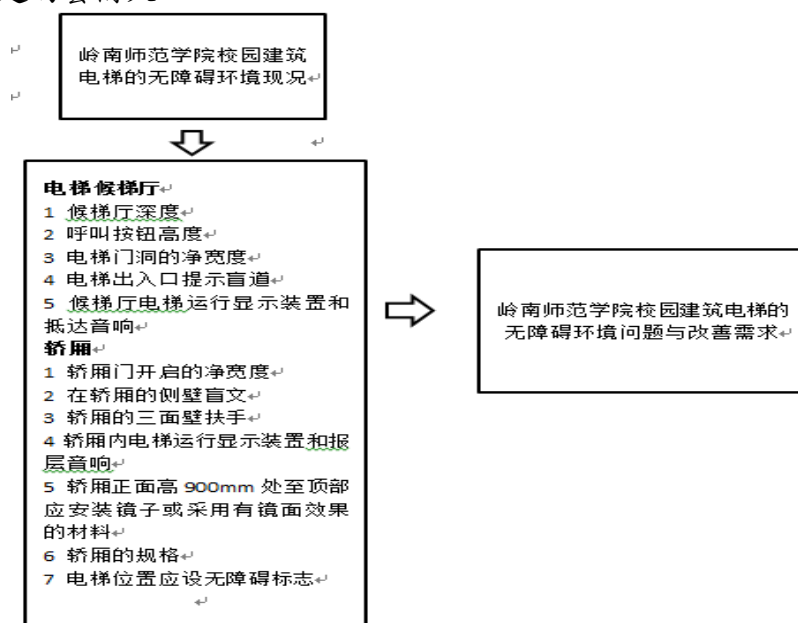 岭南师范学院校园建筑
电梯的无障碍环境现况
电梯候梯厅
1 候梯厅深度
2 呼叫按钮高度
3 电梯门洞的净宽度
4 电梯出入口提示盲道
5 候梯厅电梯运行显示装置和
抵达音响
轿厢
1 轿厢门开启的净宽度
2 在轿厢的侧壁盲文
3 轿厢的三面壁扶手
4 轿厢内电梯运行显示装置和报
层音响
5 轿厢正面高 900mm 处至顶部
应安装镜子或采用有镜面效果
的材料
6 轿厢的规格
7 电梯位置应设无障碍标志
岭南师范学院校园建筑电梯的
无障碍环境问题与改善需求